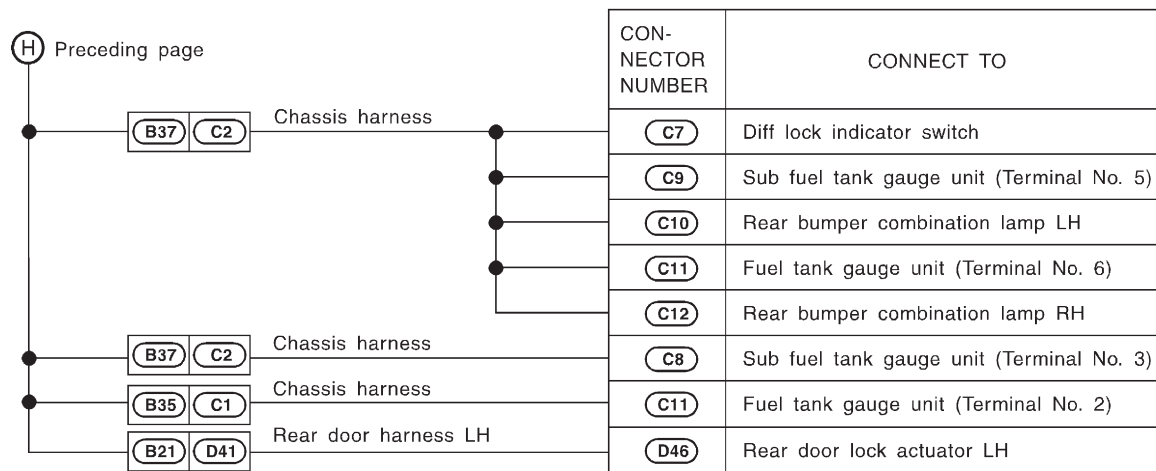 H Preceding page
CON-
NECTOR
NUMBER
CONNECT TO
B37 C2 Chassis harness
C7 Diff lock indicator switch
C9 Sub fuel tank gauge unit (Terminal No. 5)
C10 Rear bumper combination lamp LH
C11 Fuel tank gauge unit (Terminal No. 6)
C12 Rear bumper combination lamp RH
B37 C2 Chassis harness C8 Sub fuel tank gauge unit (Terminal No. 3)
B35 C1 Chassis harness C11 Fuel tank gauge unit (Terminal No. 2)
B21 D41 Rear door harness LH D46 Rear door lock actuator LH